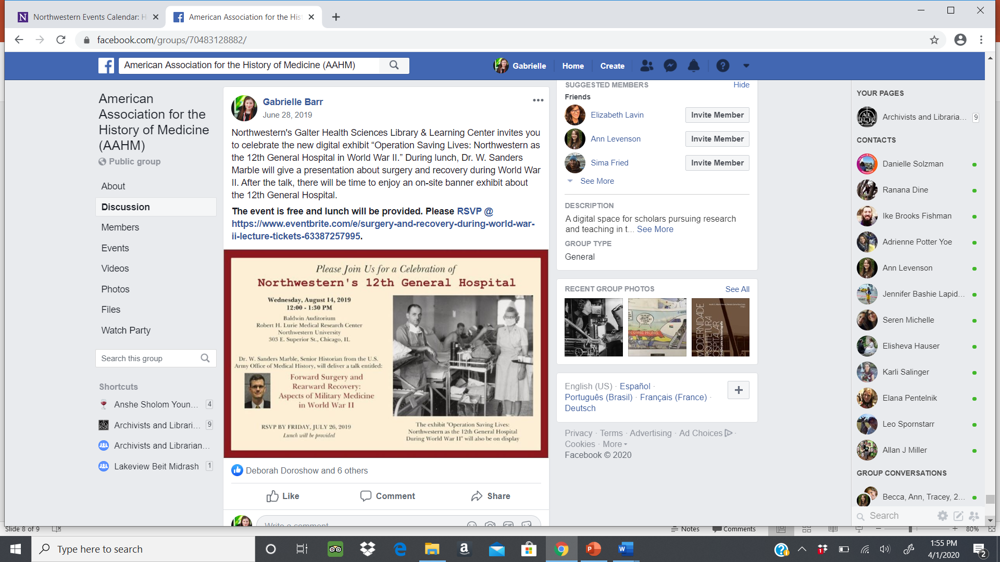 Northwestern Events Calendar: H
American Association for the Hist
facebook.com/groups/70483128882/
American Association for the History of Medicine (AAHM)
Gabrielle
Home
Create
American
Association for the
History of Medicine
(AAHM)
Public group
About
Discussion
Members
Events
Videos
Photos
Files
Watch Party
Search this group
Shortcuts
Anshe Sholom Youn... 4
Archivists and Librari... 9
Archivists and Librarian...
Lakeview Beit Midrash 1
Gabrielle Barr
June 28, 2019
Northwestern's Galter Health Sciences Library & Learning Center invites you
to celebrate the new digital exhibit “Operation Saving Lives: Northwestern as
the 12th General Hospital in World War II.” During lunch, Dr. W. Sanders
Marble will give a presentation about surgery and recovery during World War
II. After the talk, there will be time to enjoy an on-site banner exhibit about
the 12th General Hospital.
The event is free and lunch will be provided. Please RSVP @
https://www.eventbrite.com/e/surgery-and-recovery-during-world-war-
ii-lecture-tickets-63387257995.
Please Join Us for a Celebration of
Northwestern's 12th General Hospital
Wednesday, August 14, 2019
12:00 - 1:30 PM
Baldwin Auditorium
Robert H. Lurie Medical Research Center
Northwestern University
303 E. Superior St., Chicago, IL
Dr. W. Sanders Marble, Senior Historian from the U.S.
Army Office of Medical History, will deliver a talk entitled:
Forward Surgery and
Rearward Recovery:
Aspects of Military Medicine
in World War II
RSVP BY FRIDAY, JULY 26, 2019
Lunch will be provided
The exhibit "Operation Saving Lives:
Northwestern as the 12th General Hospital
During World War II" will also be on display
Deborah Doroshow and 6 others
Like
Comment
Share
Write a comment
SUGGESTED MEMBERS
Hide
Friends
Elizabeth Lavin
Invite Member
Ann Levenson
Invite Member
Sima Fried
Invite Member
See More
DESCRIPTION
A digital space for scholars pursuing research
and teaching in t... See More
GROUP TYPE
General
RECENT GROUP PHOTOS
See All
COME HOME
MODERNIDADE
ARQUITETURA
HOSPITALAR
English (US) · Español ·
Português (Brasil) · Français (France) ·
Deutsch
Privacy · Terms · Advertising · Ad Choices ·
Cookies · More
Facebook © 2020
YOUR PAGES
Archivists and Libraria... 9
CONTACTS
Danielle Solzman
Ranana Dine
Ike Brooks Fishman
Adrienne Potter Yoe
Ann Levenson
Jennifer Bashie Lapid...
Seren Michelle
Elisheva Hauser
Karli Salinger
Elana Pentelnik
Leo Spornstarr
Allan J Miller
GROUP CONVERSATIONS
Becca, Ann, Tracey, 2...
Search
Slide 8 of 9
Notes
Comments
80%
Type here to search
1:55 PM
4/1/2020
2